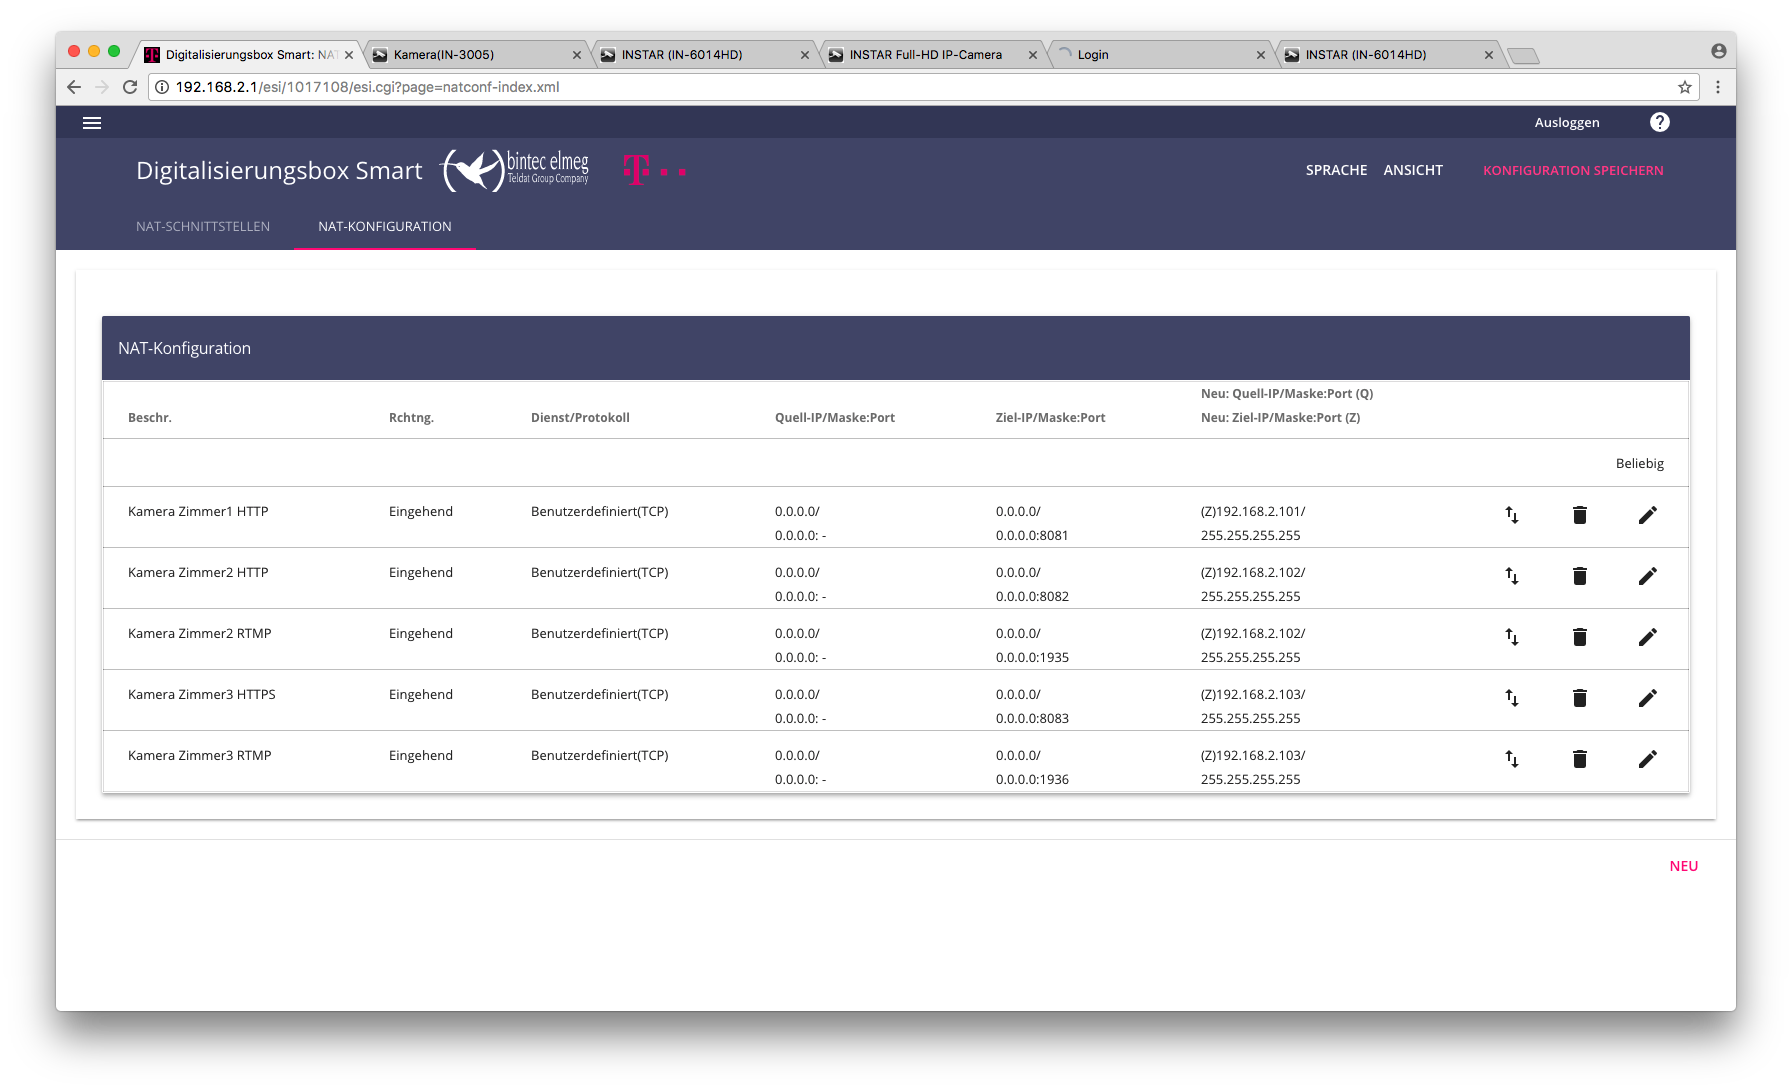 Digitalisierungsbox Smart: NAT
Kamera(IN-3005)
INSTAR (IN-6014HD)
INSTAR Full-HD IP-Camera
Login
INSTAR (IN-6014HD)
192.168.2.1/esi/1017108/esi.cgi?page=natconf-index.xml
Ausloggen
Digitalisierungsbox Smart
bintec elmeg
Teldat Group Company
T
SPRACHE ANSICHT KONFIGURATION SPEICHERN
NAT-SCHNITTSTELLEN NAT-KONFIGURATION
NAT-Konfiguration
Neu: Quell-IP/Maske:Port (Q)
Beschr. Rchtng. Dienst/Protokoll Quell-IP/Maske:Port Ziel-IP/Maske:Port Neu: Ziel-IP/Maske:Port (Z)
Beliebig
Kamera Zimmer1 HTTP Eingehend Benutzerdefiniert(TCP) 0.0.0.0/ 0.0.0.0/ (Z)192.168.2.101/
0.0.0.0: - 0.0.0.0:8081 255.255.255.255
Kamera Zimmer2 HTTP Eingehend Benutzerdefiniert(TCP) 0.0.0.0/ 0.0.0.0/ (Z)192.168.2.102/
0.0.0.0: - 0.0.0.0:8082 255.255.255.255
Kamera Zimmer2 RTMP Eingehend Benutzerdefiniert(TCP) 0.0.0.0/ 0.0.0.0/ (Z)192.168.2.102/
0.0.0.0: - 0.0.0.0:1935 255.255.255.255
Kamera Zimmer3 HTTPS Eingehend Benutzerdefiniert(TCP) 0.0.0.0/ 0.0.0.0/ (Z)192.168.2.103/
0.0.0.0: - 0.0.0.0:8083 255.255.255.255
Kamera Zimmer3 RTMP Eingehend Benutzerdefiniert(TCP) 0.0.0.0/ 0.0.0.0/ (Z)192.168.2.103/
0.0.0.0: - 0.0.0.0:1936 255.255.255.255
NEU